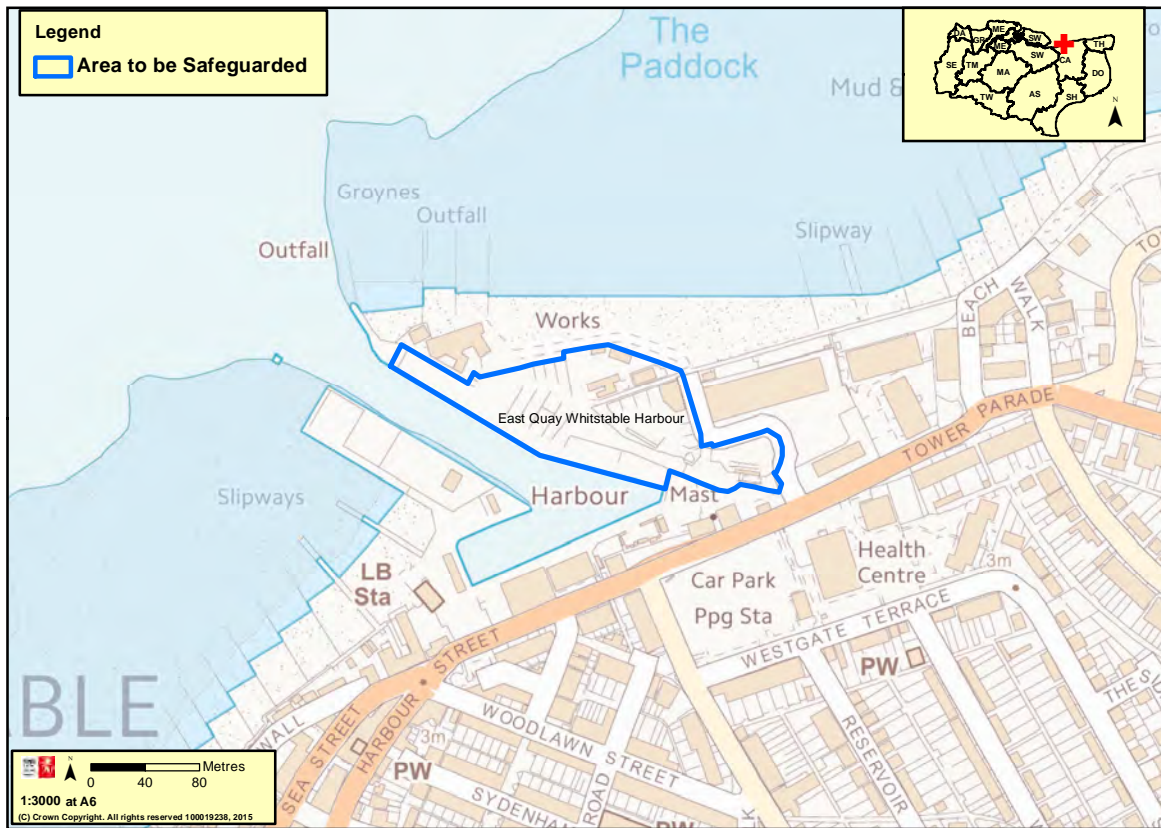 Legend
Area to be Safeguarded
The
Paddock
Mud &
DA
GR
ME
ME
SW
SW
CA
TH
SE
TM
MA
DO
TW
AS
SH
N
Groynes
Outfall
Outfall
Slipway
Works
BEACH
WALK
East Quay Whitstable Harbour
TOWER PARADE
Slipways
Harbour
Mast
LB
Sta
Car Park
Ppg Sta
Health
Centre
3m
WESTGATE TERRACE
PW
BLE
WALL
SEA STREET
HARBOUR
STREET
3m
WOODLAWN STREET
RESERVOIR
PW
SYDENHAM
ROAD
PW
N
0 40 80 Metres
1:3000 at A6
(C) Crown Copyright. All rights reserved 100019238, 2015